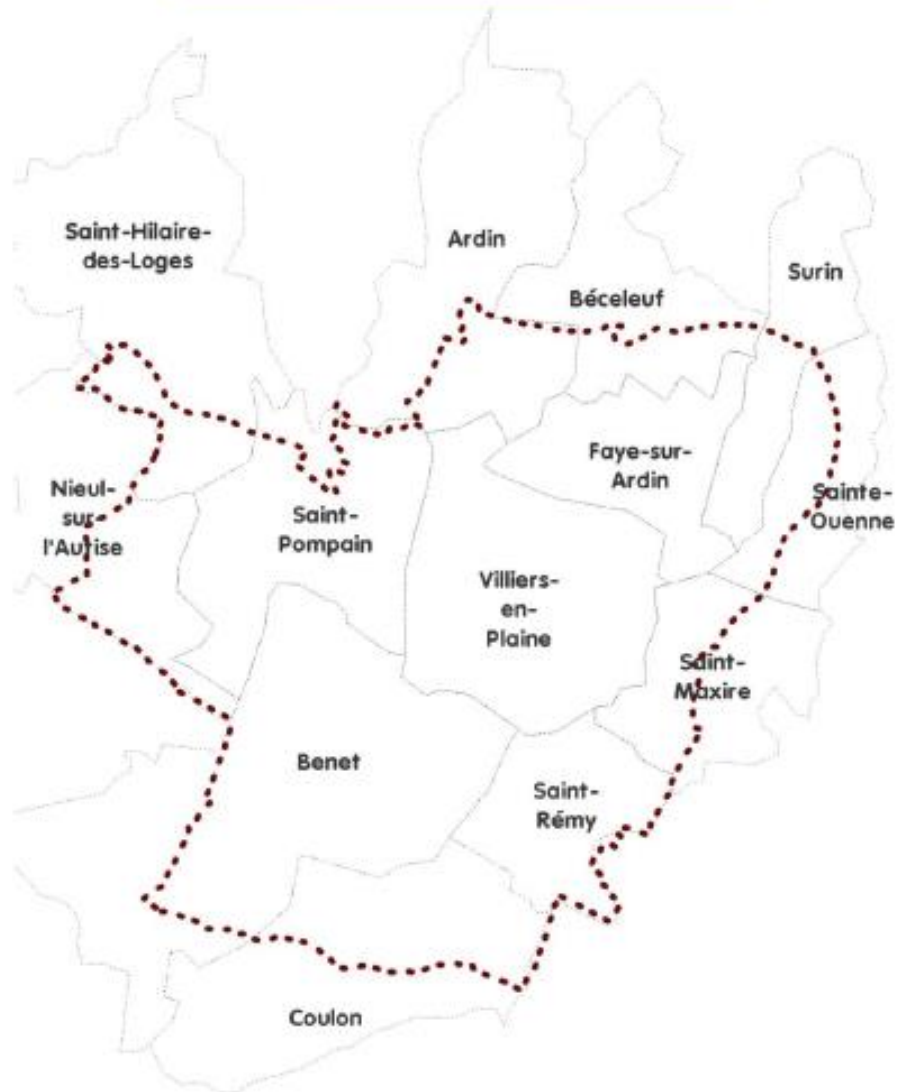 Saint-Hilaire-
des-Loges
Ardin
Surin
Béceleuf
Faye-sur-
Ardin
Nieul-
sur-
l'Autise
Saint-
Pompain
Sainte-
Ouenne
Villiers-
en-
Plaine
Saint-
Maxire
Benet
Saint-
Rémy
Coulon